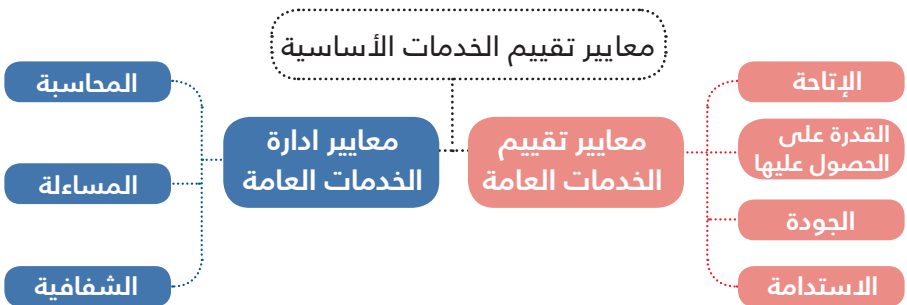 معايير تقييم الخدمات الأساسية
معايير تقييم
الخدمات العامة
الإتاحة
القدرة على
الحصول عليها
الجودة
الاستدامة
معايير ادارة
الخدمات العامة
المحاسبة
المساءلة
الشفافية